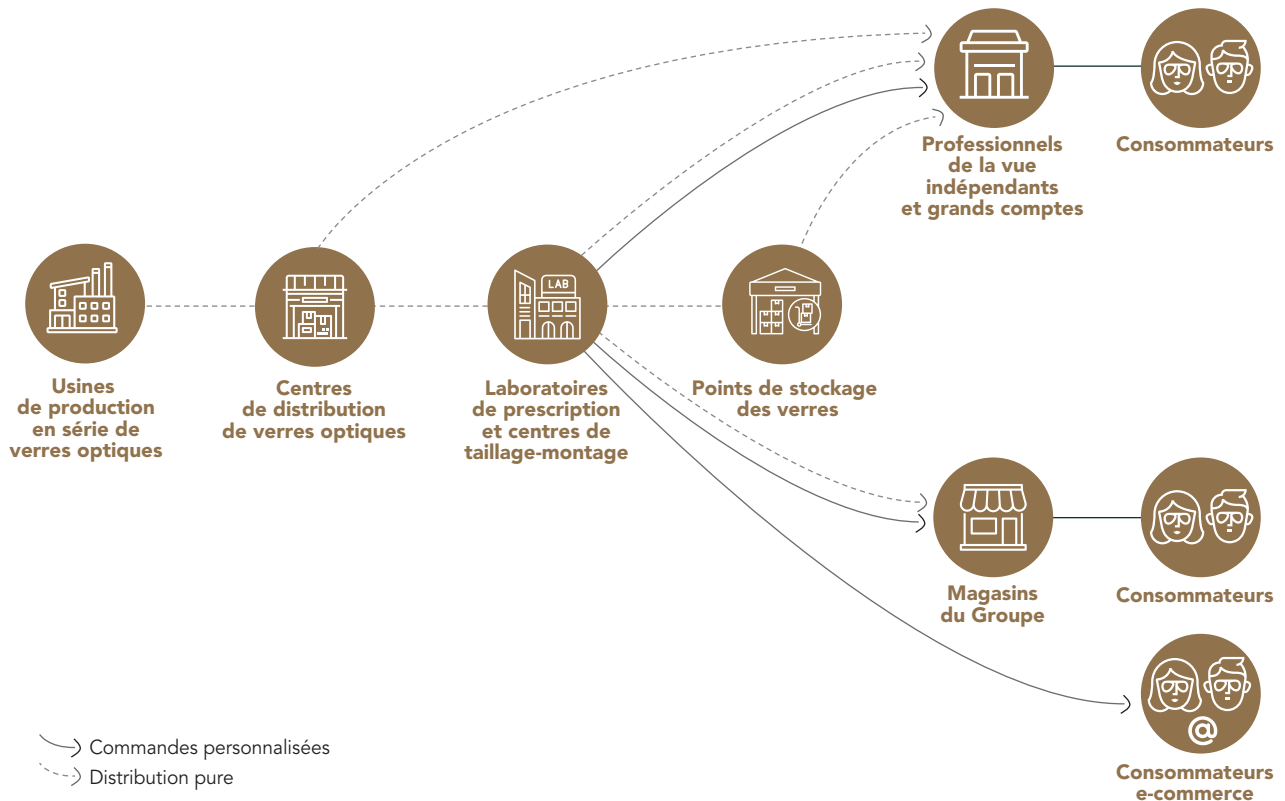 LAB
Professionnels
de la vue
indépendants
et grands comptes
Consommateurs
Usines
de production
en série de
verres optiques
Centres
de distribution
de verres optiques
Laboratoires
de prescription
et centres de
taillage-montage
Points de stockage
des verres
Magasins
du Groupe
Consommateurs
@
Consommateurs
e-commerce
Commandes personnalisées
Distribution pure